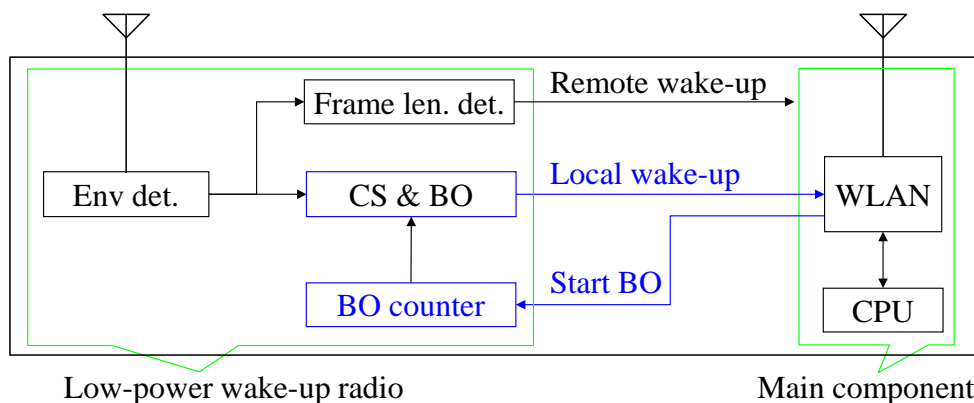 Frame len. det.
Remote wake-up
Env det.
CS & BO
Local wake-up
WLAN
BO counter
Start BO
CPU
Low-power wake-up radio
Main component